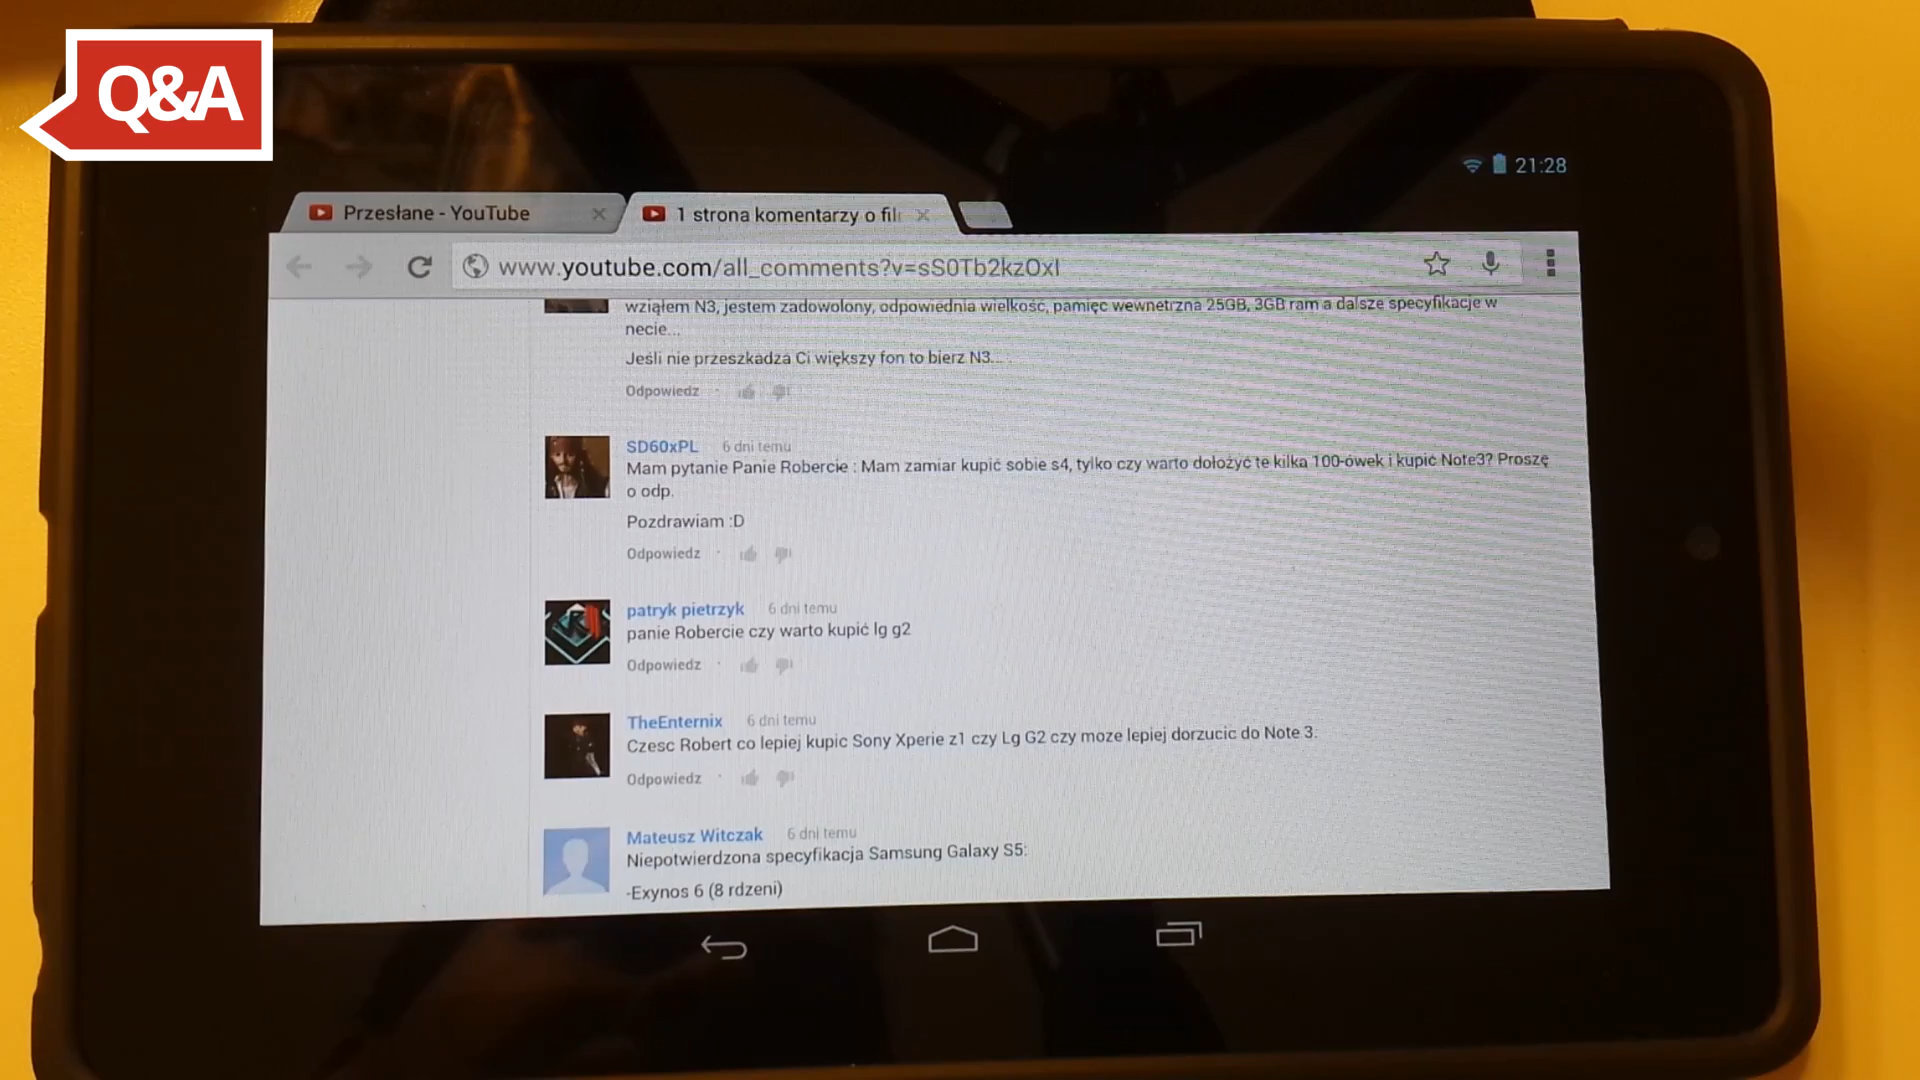 Q&A
21:28
Przesłane - YouTube
1 strona komentarzy o fil
www.youtube.com/all_comments?v=sS0Tb2kzOxI
wziąłem N3, jestem zadowolony, odpowiednia wielkość, pamięc wewnetrzna 25GB, 3GB ram a dalsze specyfikacje w
necie...
Jeśli nie przeszkadza Ci większy fon to bierz N3...
Odpowiedz
SD60xPL 6 dni temu
Mam pytanie Panie Robercie : Mam zamiar kupić sobie s4, tylko czy warto dołożyć te kilka 100-ówek i kupić Note3? Proszę
o odp.
Pozdrawiam :D
Odpowiedz
patryk pietrzyk 6 dni temu
panie Robercie czy warto kupić lg g2
Odpowiedz
TheEnternix 6 dni temu
Czesc Robert co lepiej kupic Sony Xperie z1 czy Lg G2 czy moze lepiej dorzucic do Note 3.
Odpowiedz
Mateusz Witczak 6 dni temu
Niepotwierdzona specyfikacja Samsung Galaxy S5:
-Exynos 6 (8 rdzeni)